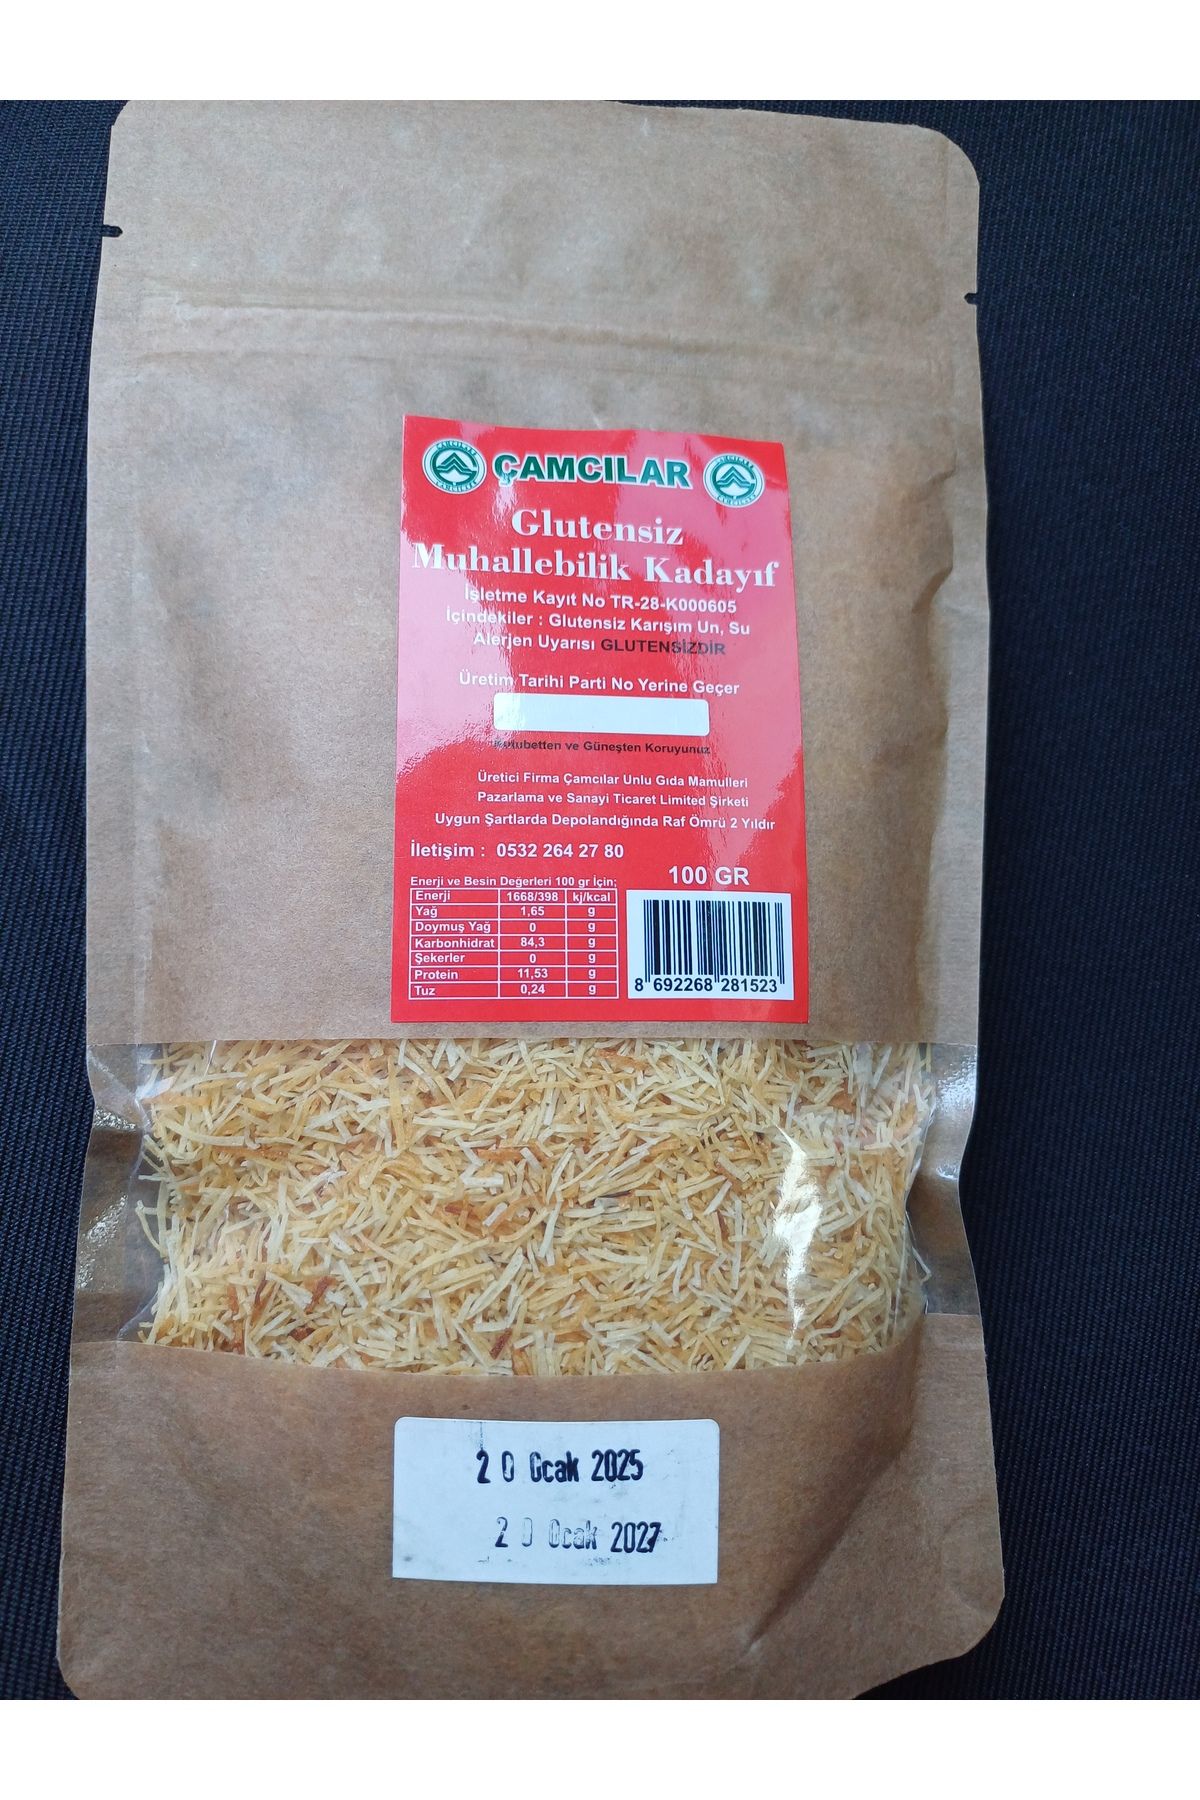 ÇAMCILAR
Glutensiz
Muhallebilik Kadayıf
İşletme Kayıt No TR-28-K000605
İçindekiler : Glutensiz Karışım Un, Su
Alerjen Uyarısı GLUTENSİZDİR
Üretim Tarihi Parti No Yerine Geçer
Rutubetten ve Güneşten Koruyunuz
Üretici Firma Çamcılar Unlu Gıda Mamulleri
Pazarlama ve Sanayi Ticaret Limited Şirketi
Uygun Şartlarda Depolandığında Raf Ömrü 2 Yıldır
İletişim : 0532 264 27 80
100 GR
Enerji ve Besin Değerleri 100 gr İçin;
Enerji 1668/398 kj/kcal
Yağ 1,65 g
Doymuş Yağ 0 g
Karbonhidrat 84,3 g
Şekerler 0 g
Protein 11,53 g
Tuz 0,24 g
8 692268 281523
20 Ocak 2025
20 Ocak 2027